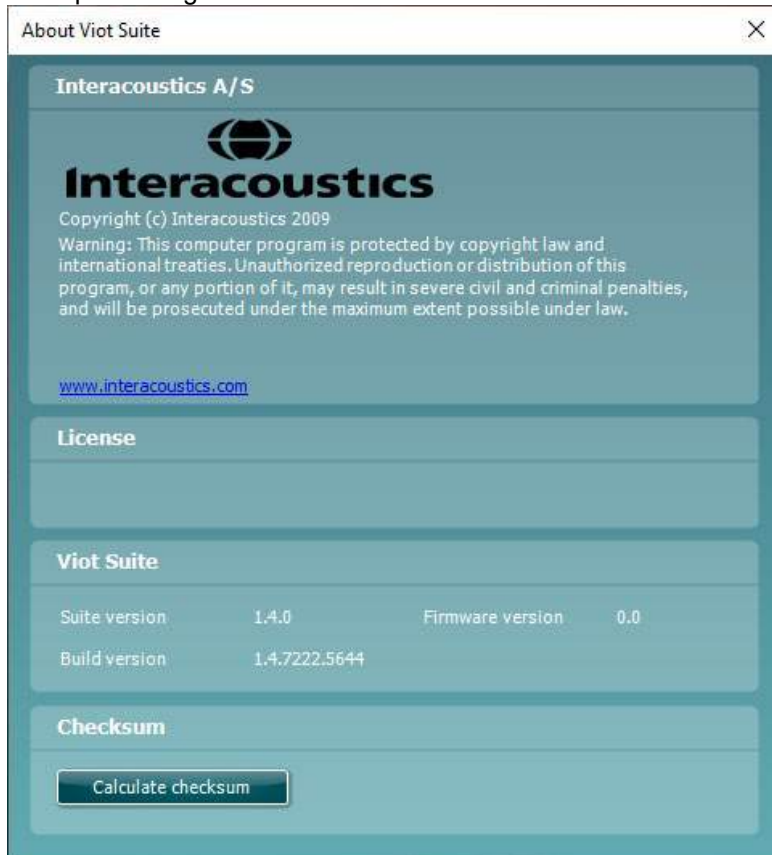 About Viot Suite
Interacoustics A/S
Interacoustics
Copyright (c) Interacoustics 2009
Warning: This computer program is protected by copyright law and
international treaties. Unauthorized reproduction or distribution of this
program, or any portion of it, may result in severe civil and criminal penalties,
and will be prosecuted under the maximum extent possible under law.
www.interacoustics.com
License
Viot Suite
Suite version 1.4.0 Firmware version 0.0
Build version 1.4.7222.5644
Checksum
Calculate checksum